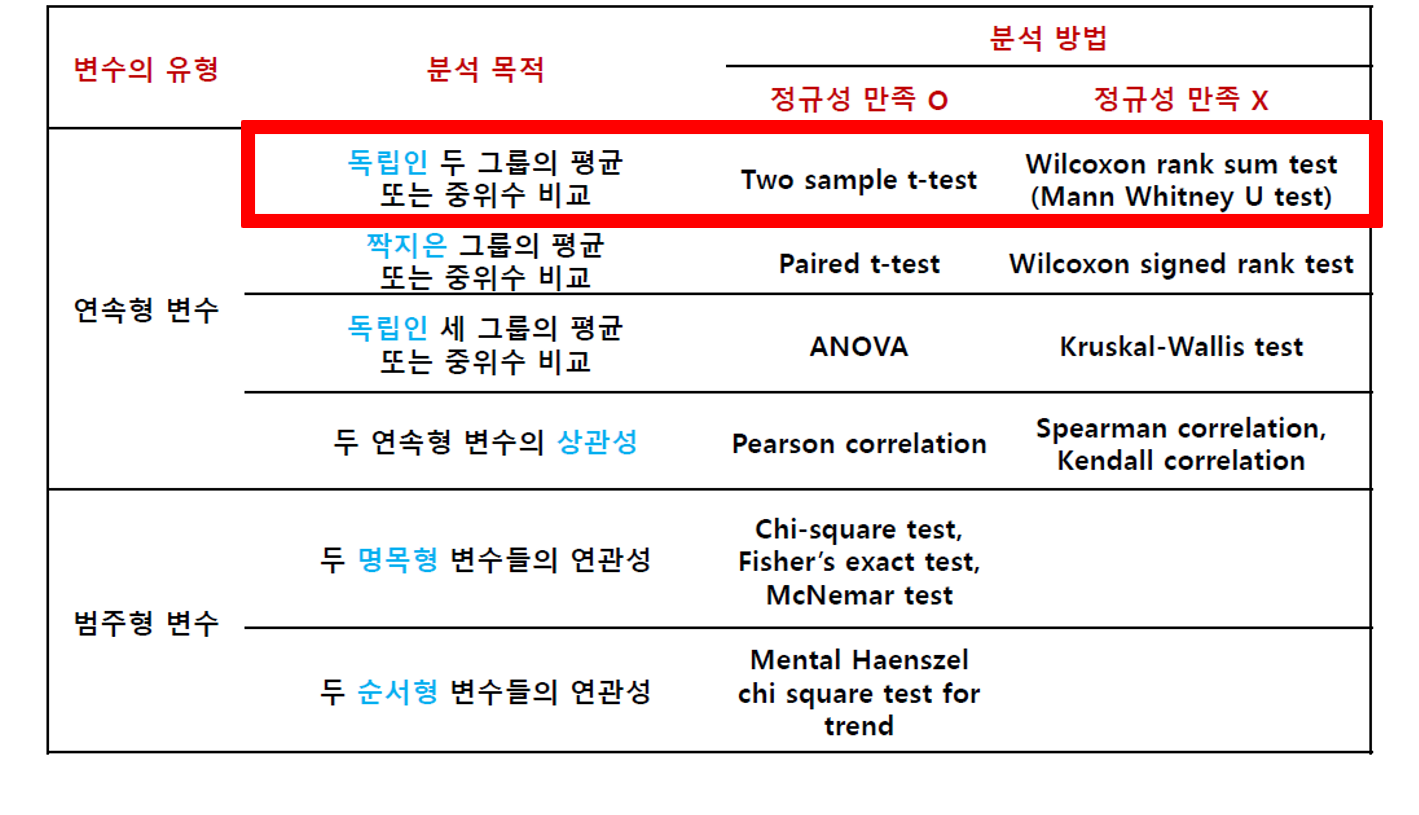 변수의 유형
분석 목적
분석 방법
정규성 만족 O
정규성 만족 X
연속형 변수
독립인 두 그룹의 평균
또는 중위수 비교
Two sample t-test
Wilcoxon rank sum test
(Mann Whitney U test)
짝지은 그룹의 평균
또는 중위수 비교
Paired t-test
Wilcoxon signed rank test
독립인 세 그룹의 평균
또는 중위수 비교
ANOVA
Kruskal-Wallis test
두 연속형 변수의 상관성
Pearson correlation
Spearman correlation,
Kendall correlation
범주형 변수
두 명목형 변수들의 연관성
Chi-square test,
Fisher’s exact test,
McNemar test
두 순서형 변수들의 연관성
Mental Haenszel
chi square test for
trend